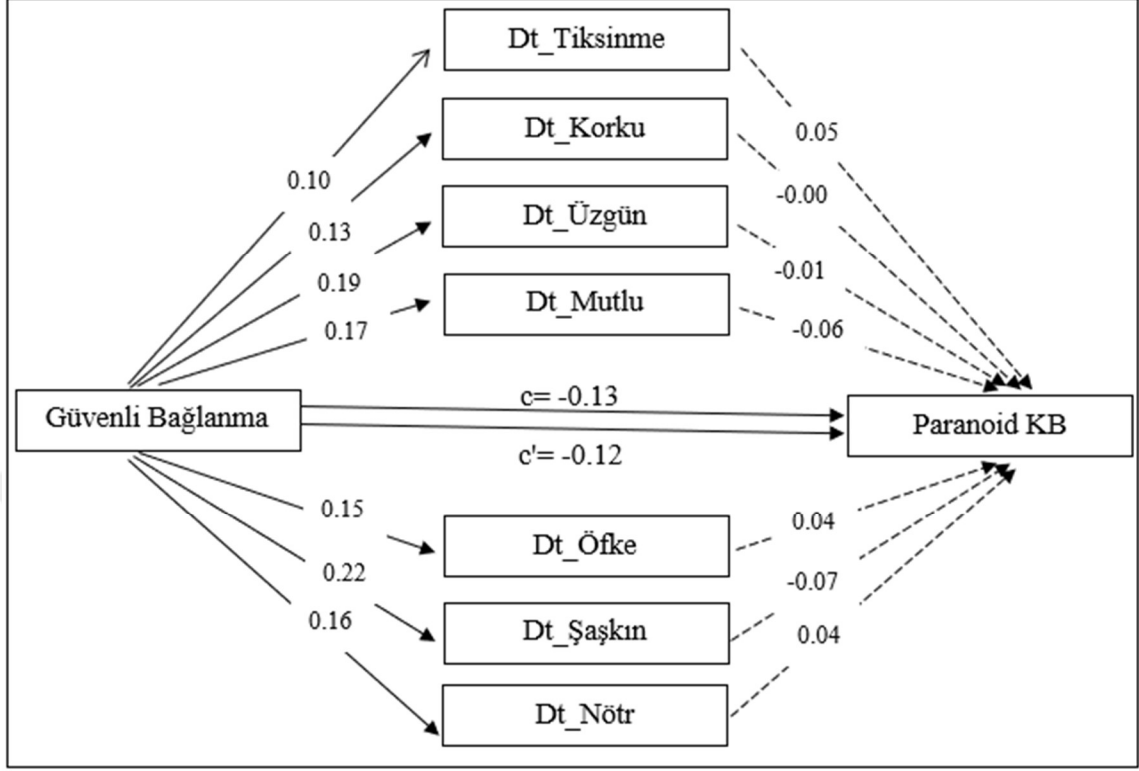 Dt_Tiksinme
0.05
Dt_Korku
0.10
-0.00
0.13
Dt_Üzgün
0.19
-0.01
Dt_Mutlu
0.17
-0.06
c= -0.13
Güvenli Bağlanma
Paranoid KB
c'= -0.12
0.15
0.04
Dt_Öfke
0.22
-0.07
0.16
Dt_Şaşkın
0.04
Dt_Nötr